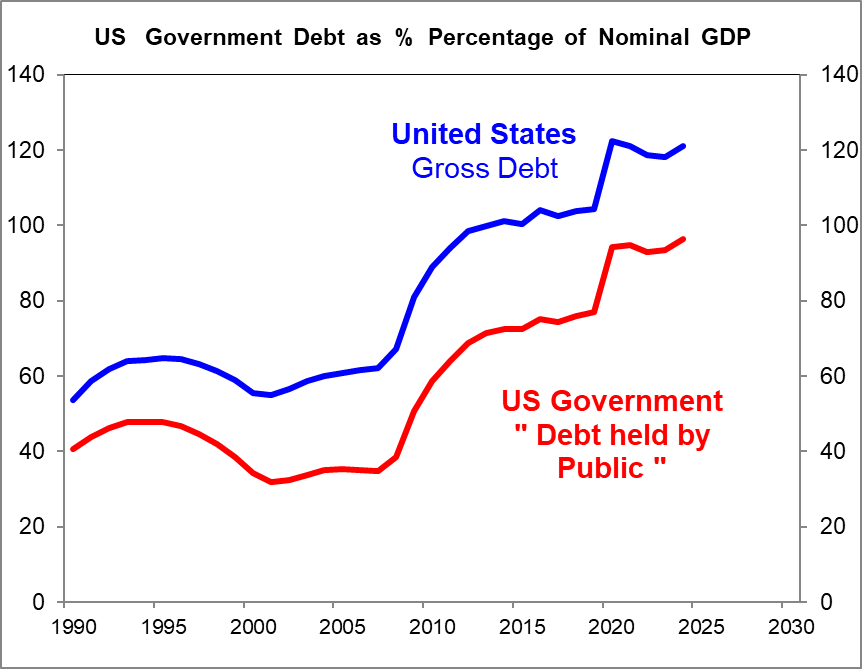 US Government Debt as % Percentage of Nominal GDP
140 140
United States
120 120
Gross Debt
100 100
80 80
60 60
US Government
" Debt held by
40 40
Public "
20 20
0 0
1990 1995 2000 2005 2010 2015 2020 2025 2030